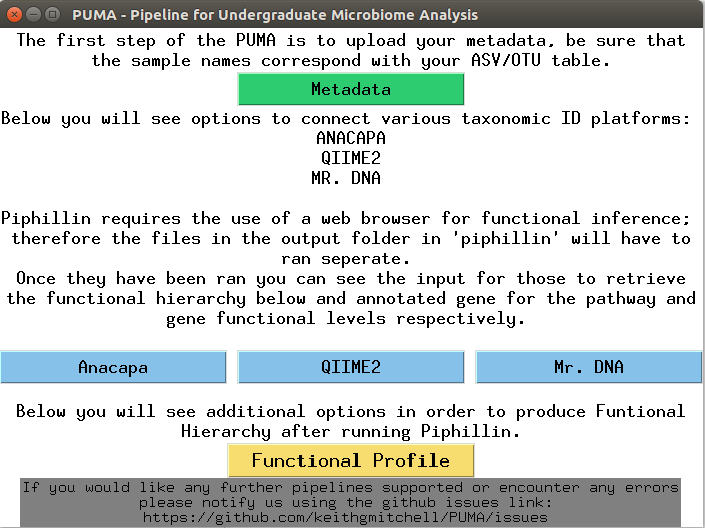 PUMA - Pipeline for Undergraduate Microbiome Analysis
The first step of the PUMA is to upload your metadata, be sure that
the sample names correspond with your ASV/OTU table.
Metadata
Below you will see options to connect various taxonomic ID platforms:
ANACAPA
QIIME2
MR. DNA
Piphillin requires the use of a web browser for functional inference;
therefore the files in the output folder in 'piphillin' will have to
ran seperate.
Once they have been ran you can see the input for those to retrieve
the functional hierarchy below and annotated gene for the pathway and
gene functional levels respectively.
Anacapa
QIIME2
Mr. DNA
Below you will see additional options in order to produce Funtional
Hierarchy after running Piphillin.
Functional Profile
If you would like any further pipelines supported or encounter any errors
please notify us using the github issues link:
https://github.com/keithgmitchell/PUMA/issues